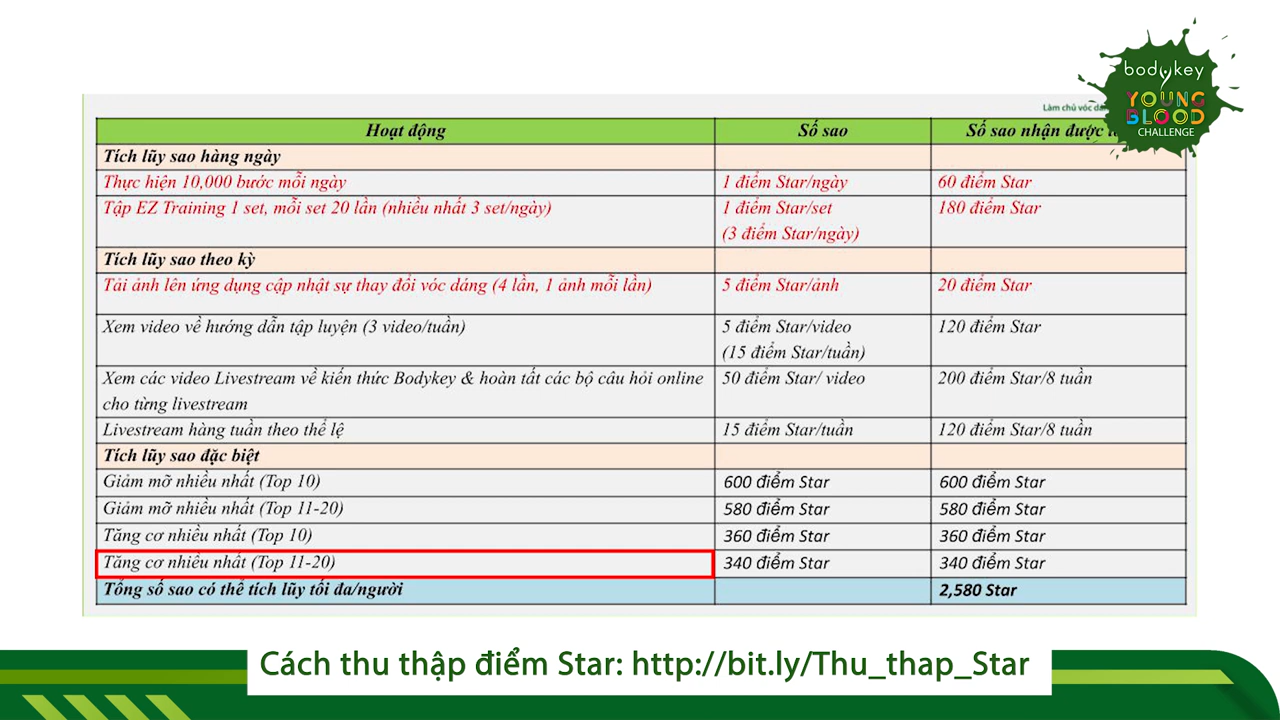 bodykey
YOUNG
BLOOD
CHALLENGE
Làm chủ vóc
Hoạt động Số sao Số sao nhận được
Tích lũy sao hàng ngày
Thực hiện 10,000 bước mỗi ngày 1 điểm Star/ngày 60 điểm Star
Tập EZ Training 1 set, mỗi set 20 lần (nhiều nhất 3 set/ngày) 1 điểm Star/set 180 điểm Star
(3 điểm Star/ngày)
Tích lũy sao theo kỳ
Tải ảnh lên ứng dụng cập nhật sự thay đổi vóc dáng (4 lần, 1 ảnh mỗi lần) 5 điểm Star/ảnh 20 điểm Star
Xem video về hướng dẫn tập luyện (3 video/tuần) 5 điểm Star/video 120 điểm Star
(15 điểm Star/tuần)
Xem các video Livestream về kiến thức Bodykey & hoàn tất các bộ câu hỏi online 50 điểm Star/ video 200 điểm Star/8 tuần
cho từng livestream
Livestream hàng tuần theo thể lệ 15 điểm Star/tuần 120 điểm Star/8 tuần
Tích lũy sao đặc biệt
Giảm mỡ nhiều nhất (Top 10) 600 điểm Star 600 điểm Star
Giảm mỡ nhiều nhất (Top 11-20) 580 điểm Star 580 điểm Star
Tăng cơ nhiều nhất (Top 10) 360 điểm Star 360 điểm Star
Tăng cơ nhiều nhất (Top 11-20) 340 điểm Star 340 điểm Star
Tổng số sao có thể tích lũy tối đa/người 2,580 Star
Cách thu thập điểm Star: http://bit.ly/Thu_thap_Star